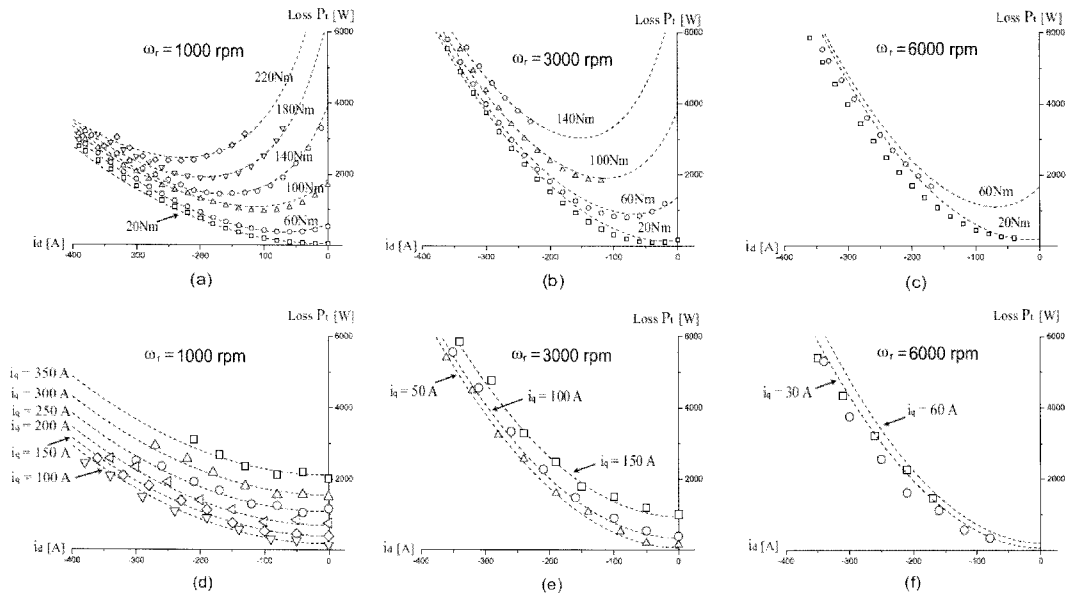 Loss Pt [W]
ωr = 1000 rpm
6000
4000
2000
220Nm
180Nm
140Nm
100Nm
60Nm
20Nm
id [A]
-400
-300
-200
-100
0
(a)
Loss Pt [W]
ωr = 3000 rpm
6000
4000
2000
140Nm
100Nm
60Nm
20Nm
id [A]
-400
-300
-200
-100
0
(b)
Loss Pt [W]
ωr = 6000 rpm
6000
4000
2000
60Nm
20Nm
id [A]
-400
-300
-200
-100
0
(c)
Loss Pt [W]
ωr = 1000 rpm
6000
4000
2000
iq = 350 A
iq = 300 A
iq = 250 A
iq = 200 A
iq = 150 A
iq = 100 A
id [A]
-400
-300
-200
-100
0
(d)
Loss Pt [W]
ωr = 3000 rpm
6000
4000
2000
iq = 50 A
iq = 100 A
iq = 150 A
id [A]
-400
-300
-200
-100
0
(e)
Loss Pt [W]
ωr = 6000 rpm
6000
4000
2000
iq = 30 A
iq = 60 A
id [A]
-400
-300
-200
-100
0
(f)